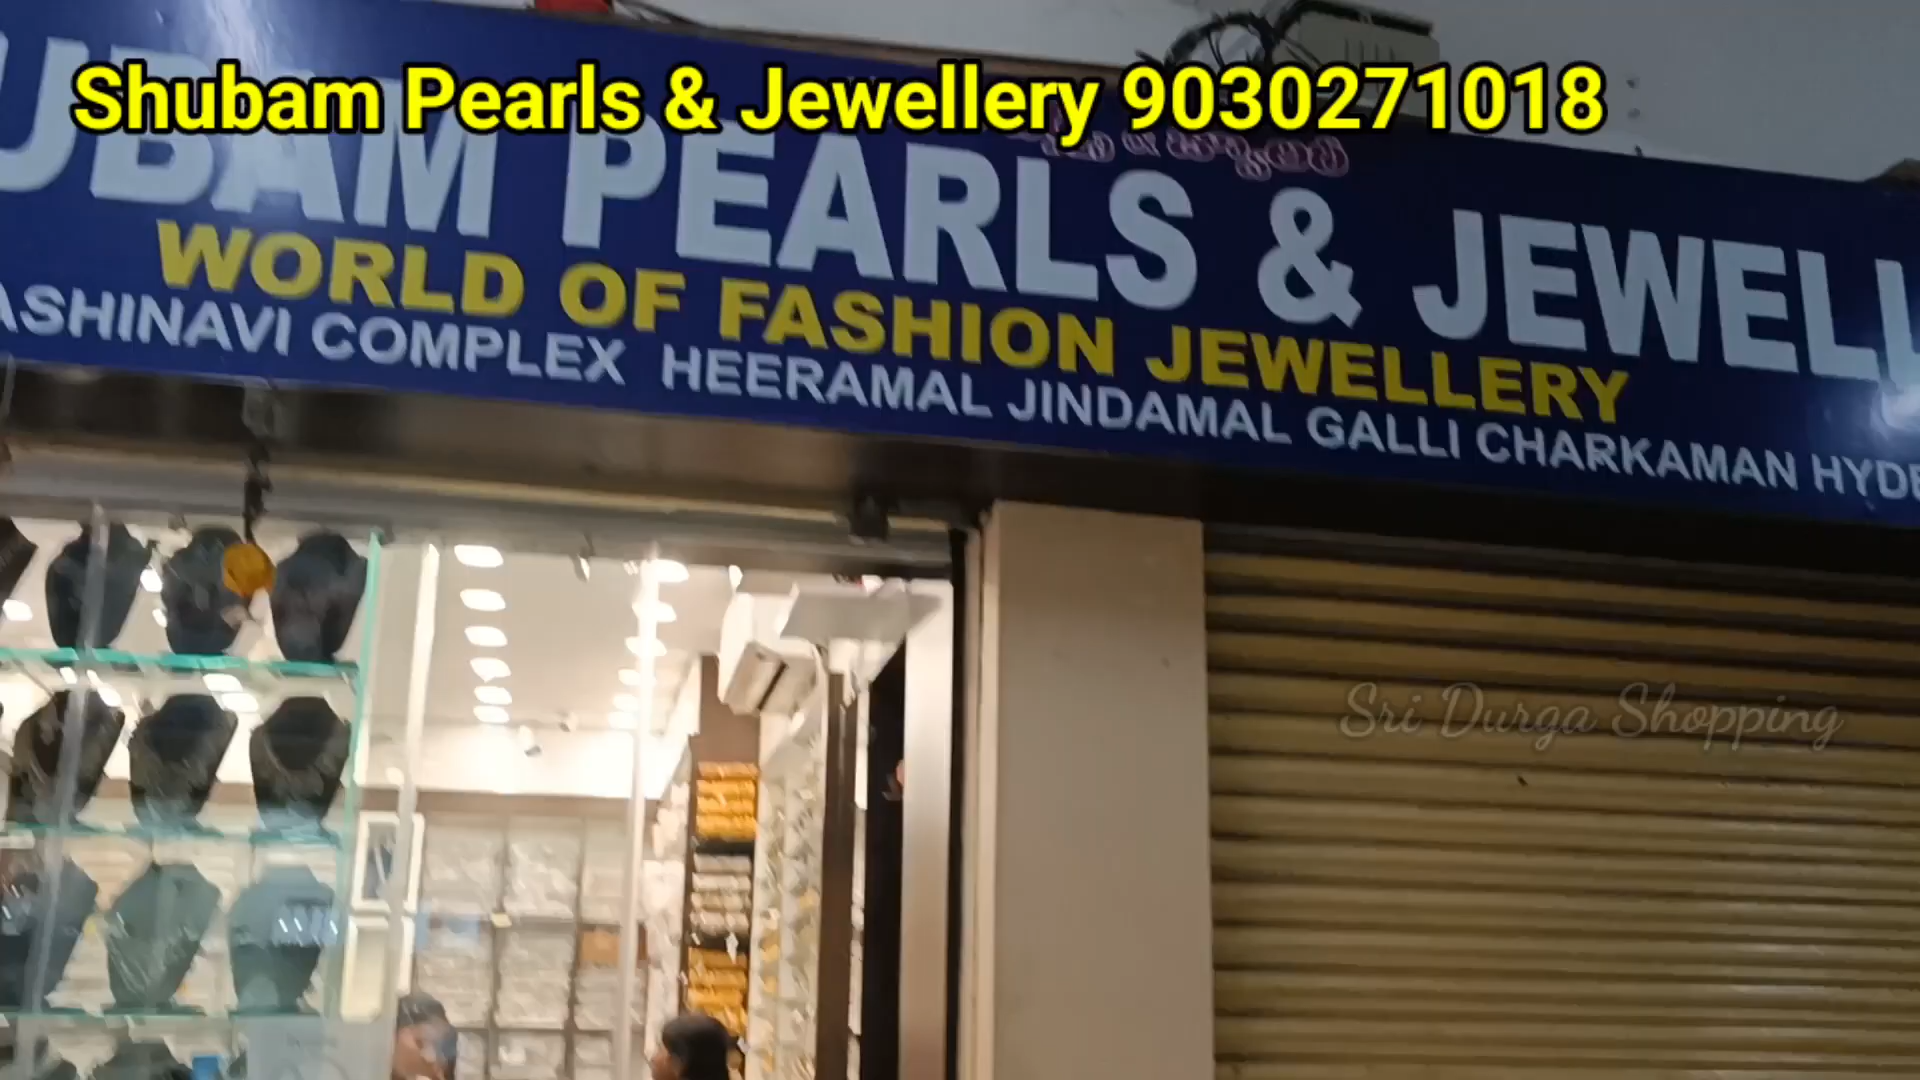 Shubam Pearls & Jewellery 9030271018
UBAM PEARLS & JEWELL
WORLD OF FASHION JEWELLERY
ASHINAVI COMPLEX HEERAMAL JINDAMAL GALLI CHARKAMAN HYDE
Sri Durga Shopping